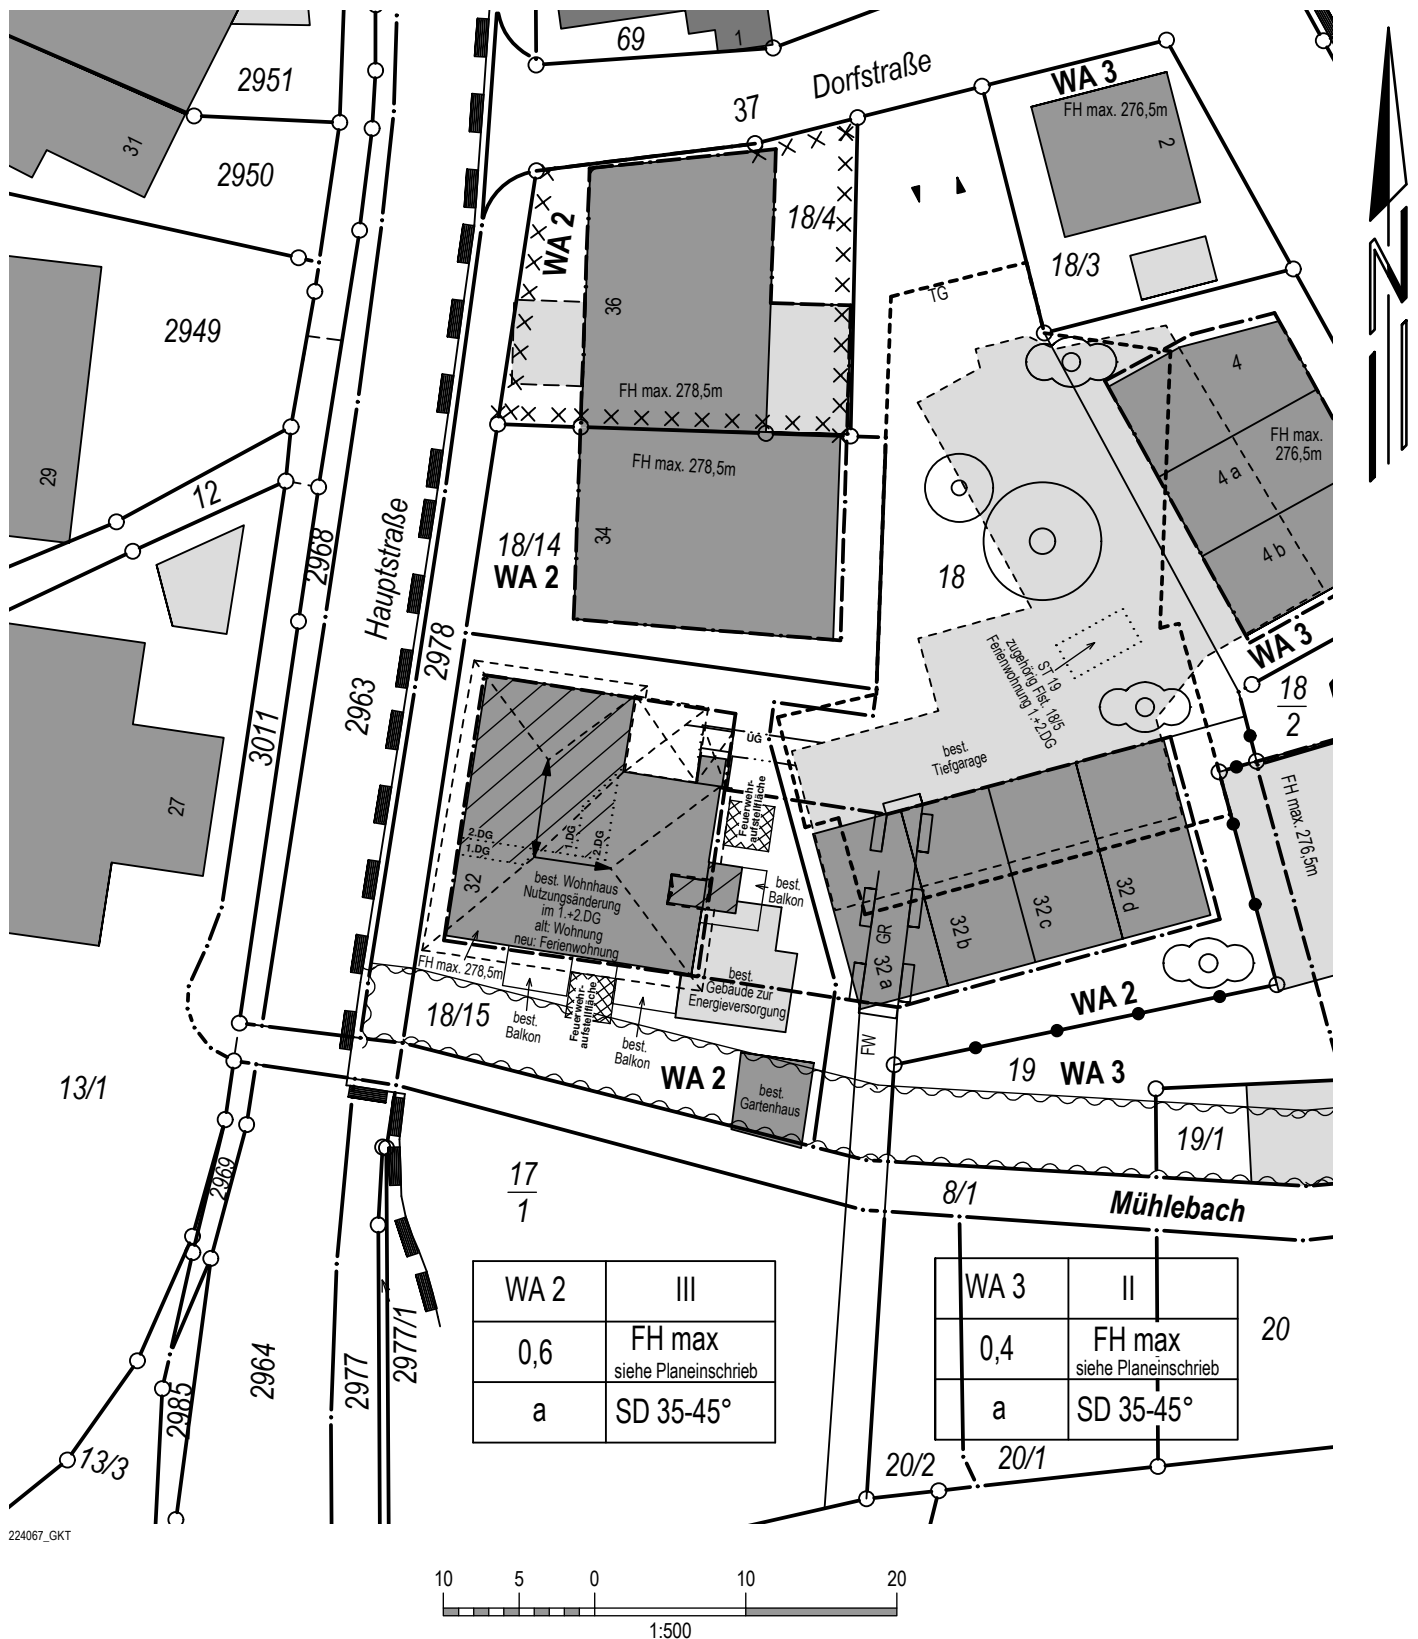 69
1
Dorfstraße
WA 3
2951
37
FH max. 276,5m
2
31
2950
18/4
WA 2
18/3
TG
36
2949
4
FH max. 278,5m
FH max.
276,5m
FH max. 278,5m
4 a
29
12
34
4 b
Hauptstraße
2968
18/14
WA 2
18
2978
ST 19
zugehörig Flst. 18/5
Ferienwohnung 1.+2.DG
WA 3
18
2
2963
3011
ÜG
best.
Tiefgarage
27
FH max. 276,5m
Feuerwehr-
aufstellfläche
2.DG
1.DG
1.DG
2.DG
32
best. Wohnhaus
Nutzungsänderung
im 1.+2.DG
alt: Wohnung
neu: Ferienwohnung
best.
Balkon
32 d
32 c
32 b
GR
32 a
FH max. 278,5m
best.
Gebäude zur
Energieversorgung
Feuerwehr-
aufstellfläche
18/15
best.
Balkon
best.
Balkon
WA 2
FW
WA 2
19
WA 3
13/1
best.
Gartenhaus
19/1
2969
17
1
8/1
Mühlebach
WA 2
III
0,6
FH max
siehe Planeinschrieb
a
SD 35-45°
WA 3
II
0,4
FH max
siehe Planeinschrieb
a
SD 35-45°
20
2964
2977
2977/1
2985
13/3
20/2
20/1
224067_GKT
10
5
0
10
20
1:500
N